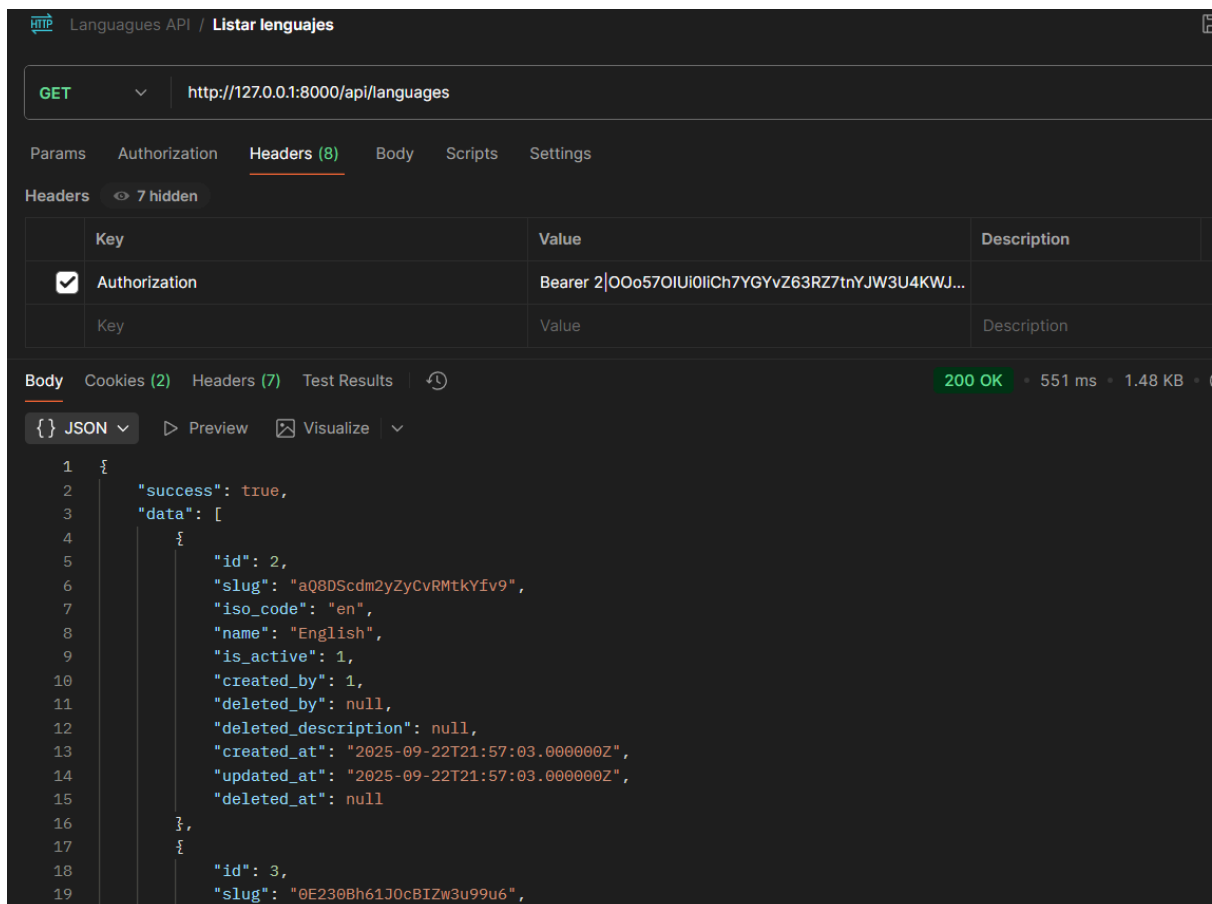 HTTP Languagues API / Listar lenguajes
GET http://127.0.0.1:8000/api/languages
Params Authorization Headers (8) Body Scripts Settings
Headers 7 hidden
Key Value Description
Authorization Bearer 2|OOo57OIUi0IiCh7YGYvZ63RZ7tnYJW3U4KWJ...
Key Value Description
Body Cookies (2) Headers (7) Test Results 200 OK • 551 ms • 1.48 KB •
{} JSON Preview Visualize
1 {
2 "success": true,
3 "data": [
4 {
5 "id": 2,
6 "slug": "aQ8DScdm2yZyCvRMtkYfv9",
7 "iso_code": "en",
8 "name": "English",
9 "is_active": 1,
10 "created_by": 1,
11 "deleted_by": null,
12 "deleted_description": null,
13 "created_at": "2025-09-22T21:57:03.000000Z",
14 "updated_at": "2025-09-22T21:57:03.000000Z",
15 "deleted_at": null
16 },
17 {
18 "id": 3,
19 "slug": "0E230Bh61JOcBIZw3u99u6",